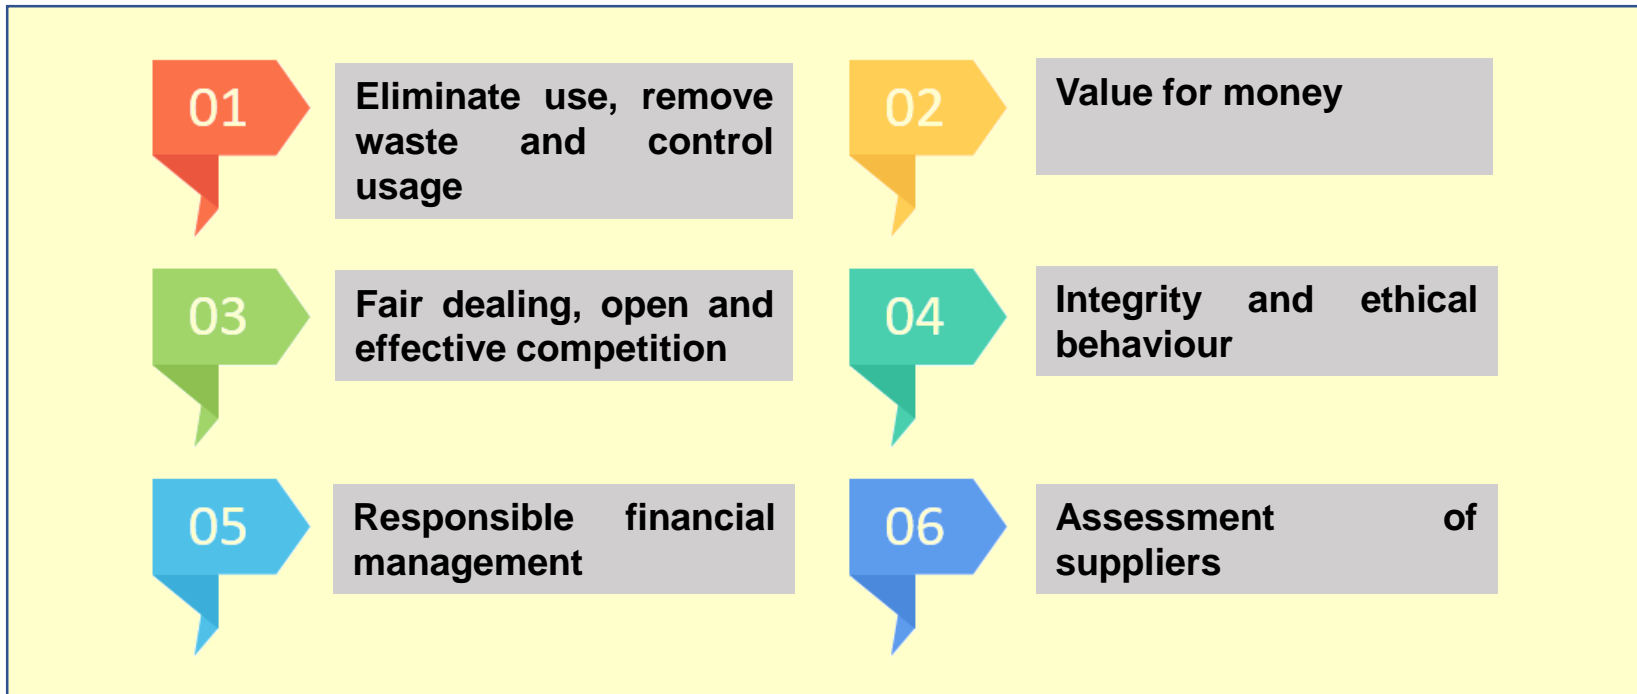 01
Eliminate use, remove
waste and control
usage
02
Value for money
03
Fair dealing, open and
effective competition
04
Integrity and ethical
behaviour
05
Responsible financial
management
06
Assessment of
suppliers